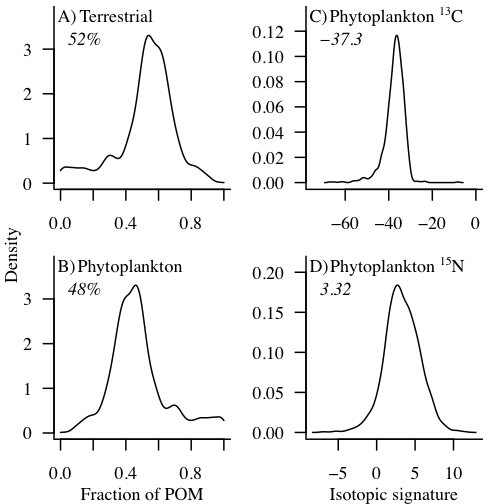 A) Terrestrial
52%
3
2
1
0
0.0 0.4 0.8
C) Phytoplankton ¹³C
−37.3
0.12
0.10
0.08
0.06
0.04
0.02
0.00
−60 −40 −20 0
Density
B) Phytoplankton
48%
3
2
1
0
0.0 0.4 0.8
Fraction of POM
D) Phytoplankton ¹⁵N
3.32
0.20
0.15
0.10
0.05
0.00
−5 0 5 10
Isotopic signature